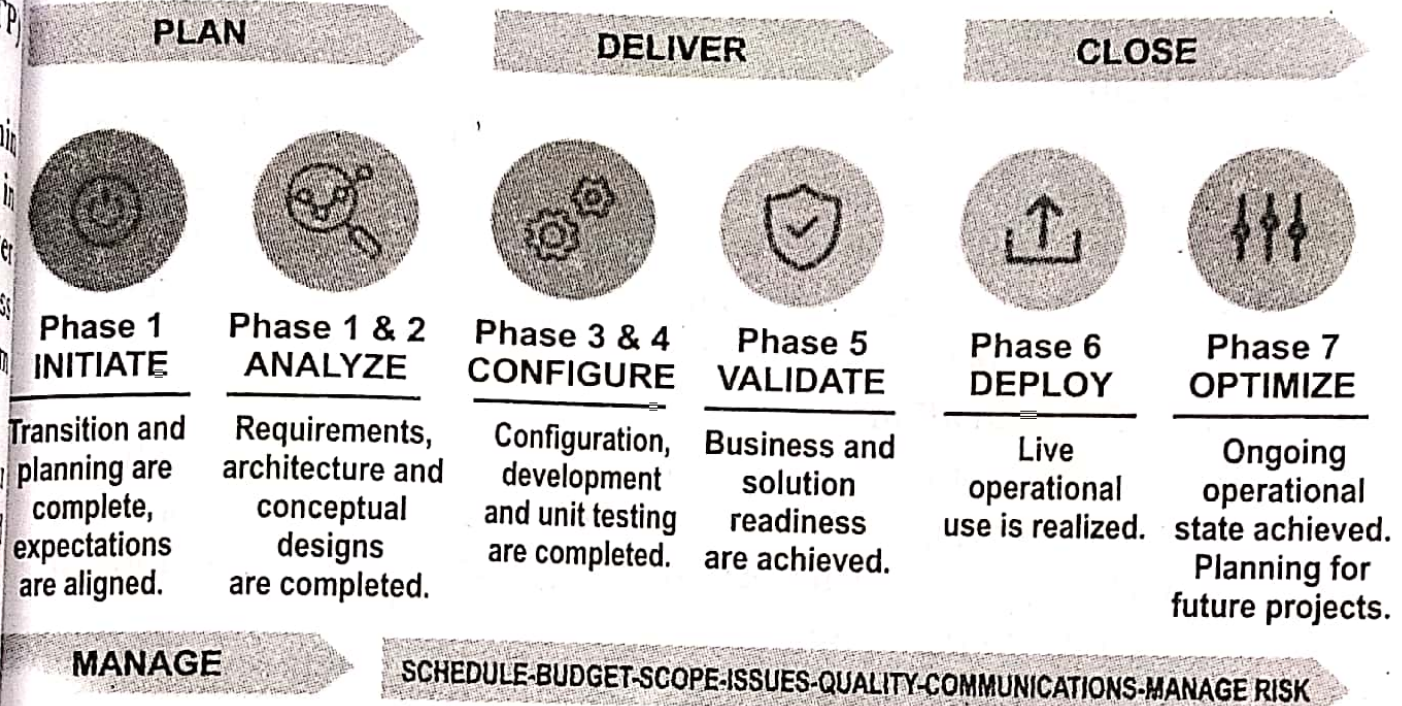 PLAN
DELIVER
CLOSE
Phase 1
INITIATE
Transition and
planning are
complete,
expectations
are aligned.
Phase 1 & 2
ANALYZE
Requirements,
architecture and
conceptual
designs
are completed.
Phase 3 & 4
CONFIGURE
Configuration,
development
and unit testing
are completed.
Phase 5
VALIDATE
Business and
solution
readiness
are achieved.
Phase 6
DEPLOY
Live
operational
use is realized.
Phase 7
OPTIMIZE
Ongoing
operational
state achieved.
Planning for
future projects.
MANAGE
SCHEDULE-BUDGET-SCOPE-ISSUES-QUALITY-COMMUNICATIONS-MANAGE RISK